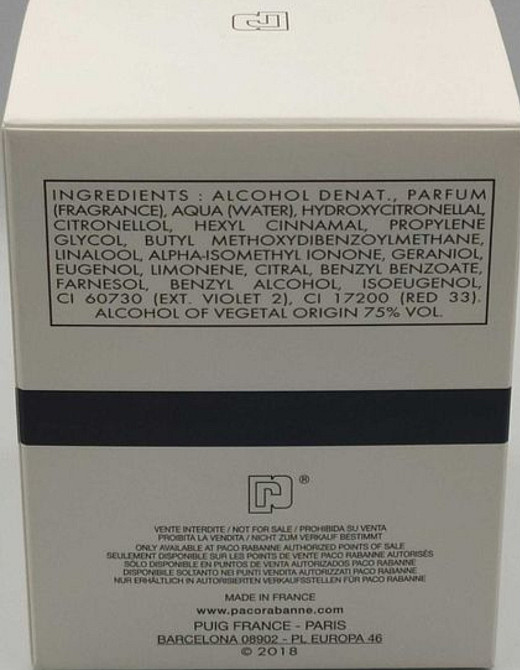 INGREDIENTS : ALCOHOL DENAT., PARFUM
(FRAGRANCE), AQUA (WATER), HYDROXYCITRONELLAL,
CITRONELLOL, HEXYL CINNAMAL, PROPYLENE
GLYCOL, BUTYL METHOXYDIBENZOYLMETHANE,
LINALOOL, ALPHA-ISOMETHYL IONONE, GERANIOL,
EUGENOL, LIMONENE, CITRAL, BENZYL BENZOATE,
FARNESOL, BENZYL ALCOHOL, ISOEUGENOL,
CI 60730 (EXT. VIOLET 2), CI 17200 (RED 33).
ALCOHOL OF VEGETAL ORIGIN 75% VOL.
®
VENTE INTERDITE / NOT FOR SALE / PROHIBIDA SU VENTA
PROIBITA LA VENDITA / NICHT ZUM VERKAUF BESTIMMT
ONLY AVAILABLE AT PACO RABANNE AUTHORIZED POINTS OF SALE
SEULEMENT DISPONIBLE SUR LES POINTS DE VENTE PACO RABANNE AUTORISÉS
SÓLO DISPONIBLE EN PUNTOS DE VENTA AUTORIZADOS PACO RABANNE
DISPONIBILE SOLTANTO NEI PUNTI VENDITA AUTORIZZATI PACO RABANNE
NUR ERHÄLTLICH IN AUTORISIERTEN VERKAUFSSTELLEN FÜR PACO RABANNE
MADE IN FRANCE
www.pacorabanne.com
PUIG FRANCE - PARIS
BARCELONA 08902 - PL EUROPA 46
© 2018